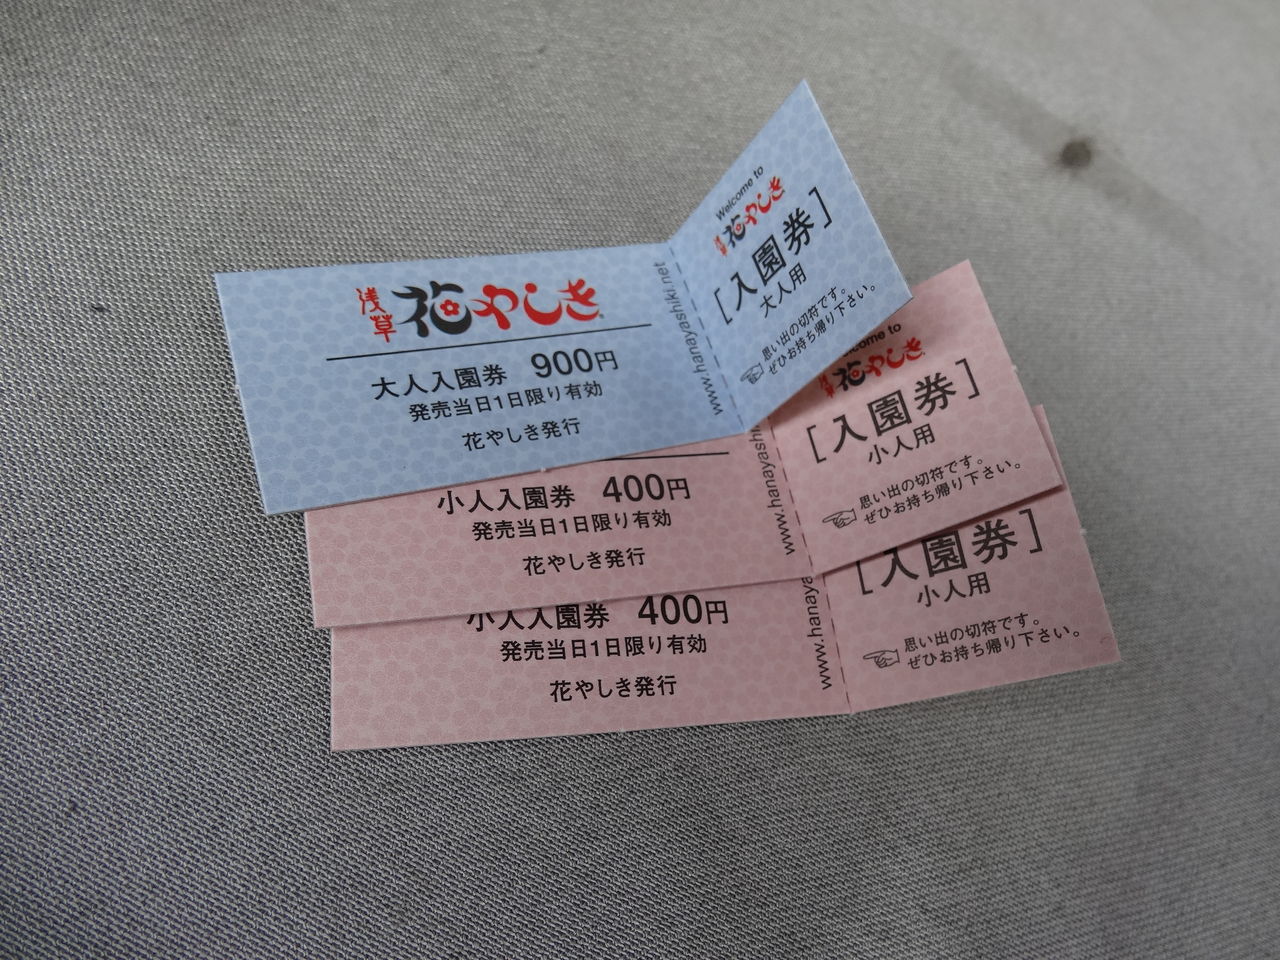 浅草 花やしき
大人入園券 900円
発売当日1日限り有効
花やしき発行
www.hanayashiki.net
Welcome to
浅草 花やしき
[入園券]
大人用
思い出の切符です。
ぜひお持ち帰り下さい。
小人入園券 400円
発売当日1日限り有効
花やしき発行
www.hanayashi
come to
浅草 花やしき
[入園券]
小人用
思い出の切符です。
ぜひお持ち帰り下さい。
小人入園券 400円
発売当日1日限り有効
花やしき発行
www.hanaya
[入園券]
小人用
思い出の切符です。
ぜひお持ち帰り下さい。